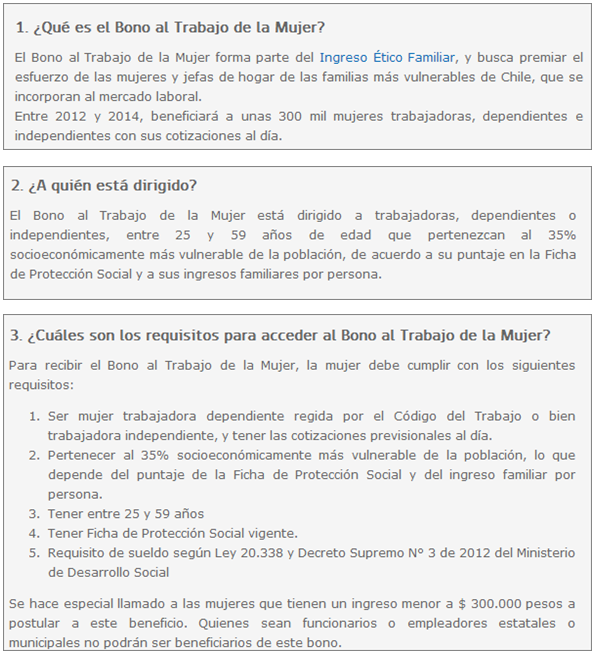 1. ¿Qué es el Bono al Trabajo de la Mujer?
El Bono al Trabajo de la Mujer forma parte del Ingreso Ético Familiar, y busca premiar el
esfuerzo de las mujeres y jefas de hogar de las familias más vulnerables de Chile, que se
incorporan al mercado laboral.
Entre 2012 y 2014, beneficiará a unas 300 mil mujeres trabajadoras, dependientes e
independientes con sus cotizaciones al día.
2. ¿A quién está dirigido?
El Bono al Trabajo de la Mujer está dirigido a trabajadoras, dependientes o
independientes, entre 25 y 59 años de edad que pertenezcan al 35%
socioeconómicamente más vulnerable de la población, de acuerdo a su puntaje en la Ficha
de Protección Social y a sus ingresos familiares por persona.
3. ¿Cuáles son los requisitos para acceder al Bono al Trabajo de la Mujer?
Para recibir el Bono al Trabajo de la Mujer, la mujer debe cumplir con los siguientes
requisitos:
1. Ser mujer trabajadora dependiente regida por el Código del Trabajo o bien
trabajadora independiente, y tener las cotizaciones previsionales al día.
2. Pertenecer al 35% socioeconómicamente más vulnerable de la población, lo que
depende del puntaje de la Ficha de Protección Social y del ingreso familiar por
persona.
3. Tener entre 25 y 59 años
4. Tener Ficha de Protección Social vigente.
5. Requisito de sueldo según Ley 20.338 y Decreto Supremo N° 3 de 2012 del Ministerio
de Desarrollo Social
Se hace especial llamado a las mujeres que tienen un ingreso menor a $ 300.000 pesos a
postular a este beneficio. Quienes sean funcionarios o empleadores estatales o
municipales no podrán ser beneficiarios de este bono.